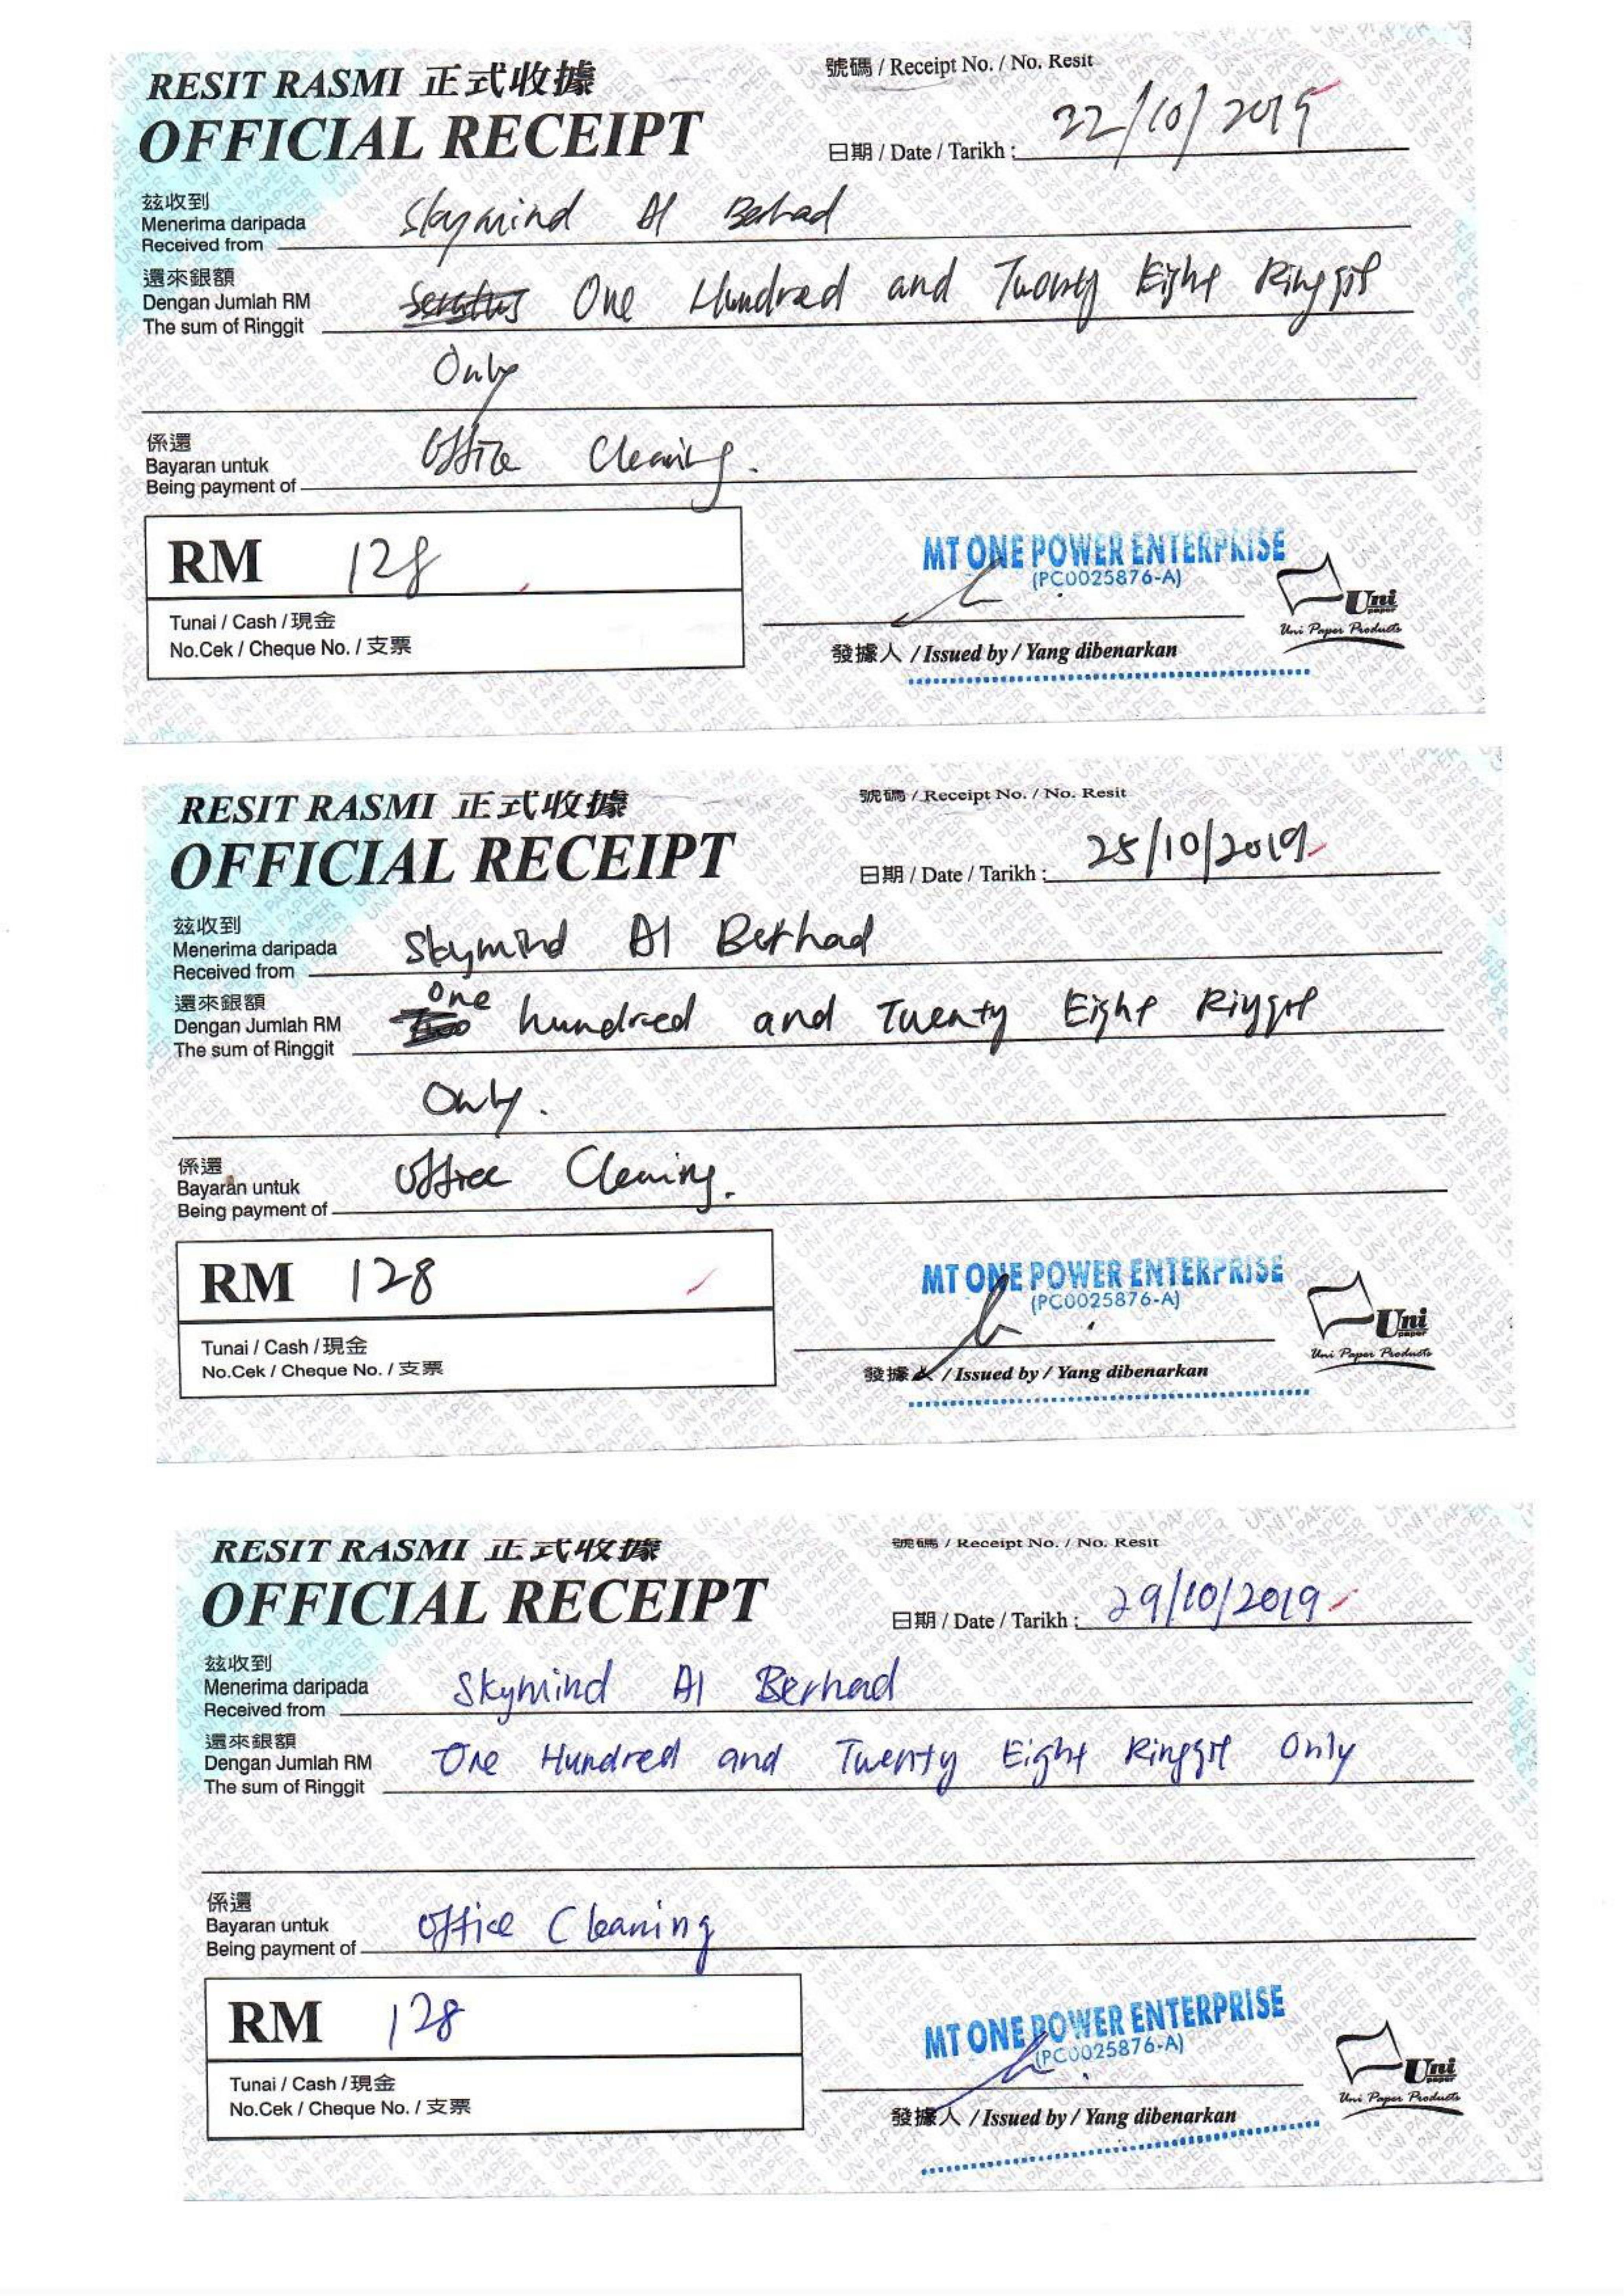 RESIT RASMI 正式收據
OFFICIAL RECEIPT
號碼 / Receipt No. / No. Resit
日期 / Date / Tarikh : 22/10/2019
茲收到
Menerima daripada
Received from Skymind AI Berhad
還來銀額
Dengan Jumlah RM
The sum of Ringgit One Hundred and Twenty Eight Ringgit
Only
係還
Bayaran untuk
Being payment of Office Cleaning.
RM 128
Tunai / Cash / 現金
No.Cek / Cheque No. / 支票
MT ONE POWER ENTERPRISE
(PC0025876-A)
發據人 / Issued by / Yang dibenarkan
Uni
paper
Uni Paper Products
RESIT RASMI 正式收據
OFFICIAL RECEIPT
號碼 / Receipt No. / No. Resit
日期 / Date / Tarikh : 25/10/2019
茲收到
Menerima daripada
Received from Skymind AI Berhad
還來銀額
Dengan Jumlah RM
The sum of Ringgit One hundred and Twenty Eight Ringgit
Only.
係還
Bayaran untuk
Being payment of Office Cleaning.
RM 128
Tunai / Cash / 現金
No.Cek / Cheque No. / 支票
MT ONE POWER ENTERPRISE
(PC0025876-A)
發據人 / Issued by / Yang dibenarkan
Uni
paper
Uni Paper Products
RESIT RASMI 正式收據
OFFICIAL RECEIPT
號碼 / Receipt No. / No. Resit
日期 / Date / Tarikh : 29/10/2019
茲收到
Menerima daripada
Received from Skymind AI Berhad
還來銀額
Dengan Jumlah RM
The sum of Ringgit One Hundred and Twenty Eight Ringgit Only
係還
Bayaran untuk
Being payment of Office Cleaning
RM 128
Tunai / Cash / 現金
No.Cek / Cheque No. / 支票
MT ONE POWER ENTERPRISE
(PC0025876-A)
發據人 / Issued by / Yang dibenarkan
Uni
paper
Uni Paper Products